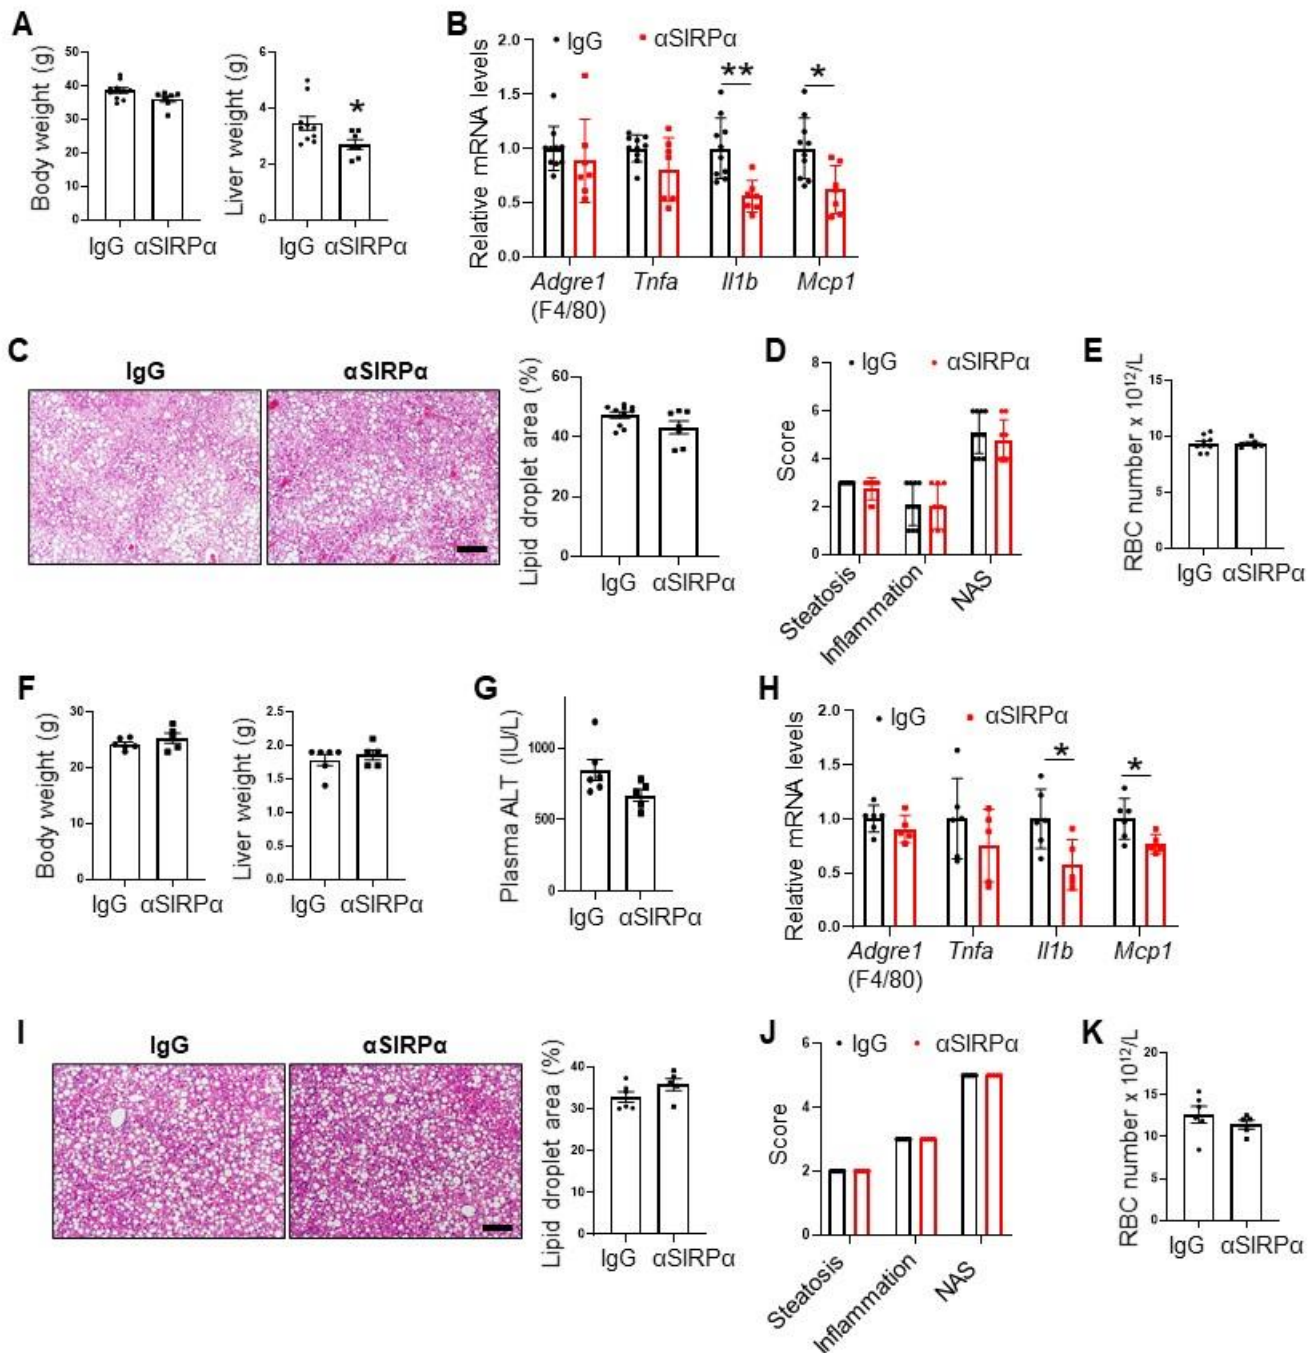 A
Body weight (g)
50
40
30
20
10
0
IgG αSIRPα
Liver weight (g)
6
4
2
0
*
IgG αSIRPα
B
Relative mRNA levels
2.0
1.5
1.0
0.5
0.0
IgG αSIRPα
** *
Adgre1 Tnfa Il1b Mcp1
(F4/80)
C
IgG αSIRPα
Lipid droplet area (%)
60
40
20
0
IgG αSIRPα
D
Score
8
6
4
2
0
IgG αSIRPα
Steatosis
Inflammation
NAS
E
RBC number x 10¹²/L
15
10
5
0
IgG αSIRPα
F
Body weight (g)
30
20
10
0
IgG αSIRPα
Liver weight (g)
2.5
2.0
1.5
1.0
0.5
0.0
IgG αSIRPα
G
Plasma ALT (IU/L)
1000
500
0
IgG αSIRPα
H
Relative mRNA levels
2.0
1.5
1.0
0.5
0.0
IgG αSIRPα
* *
Adgre1 Tnfa Il1b Mcp1
(F4/80)
I
IgG αSIRPα
Lipid droplet area (%)
40
30
20
10
0
IgG αSIRPα
J
Score
6
4
2
0
IgG αSIRPα
Steatosis
Inflammation
NAS
K
RBC number x 10¹²/L
20
15
10
5
0
IgG αSIRPα